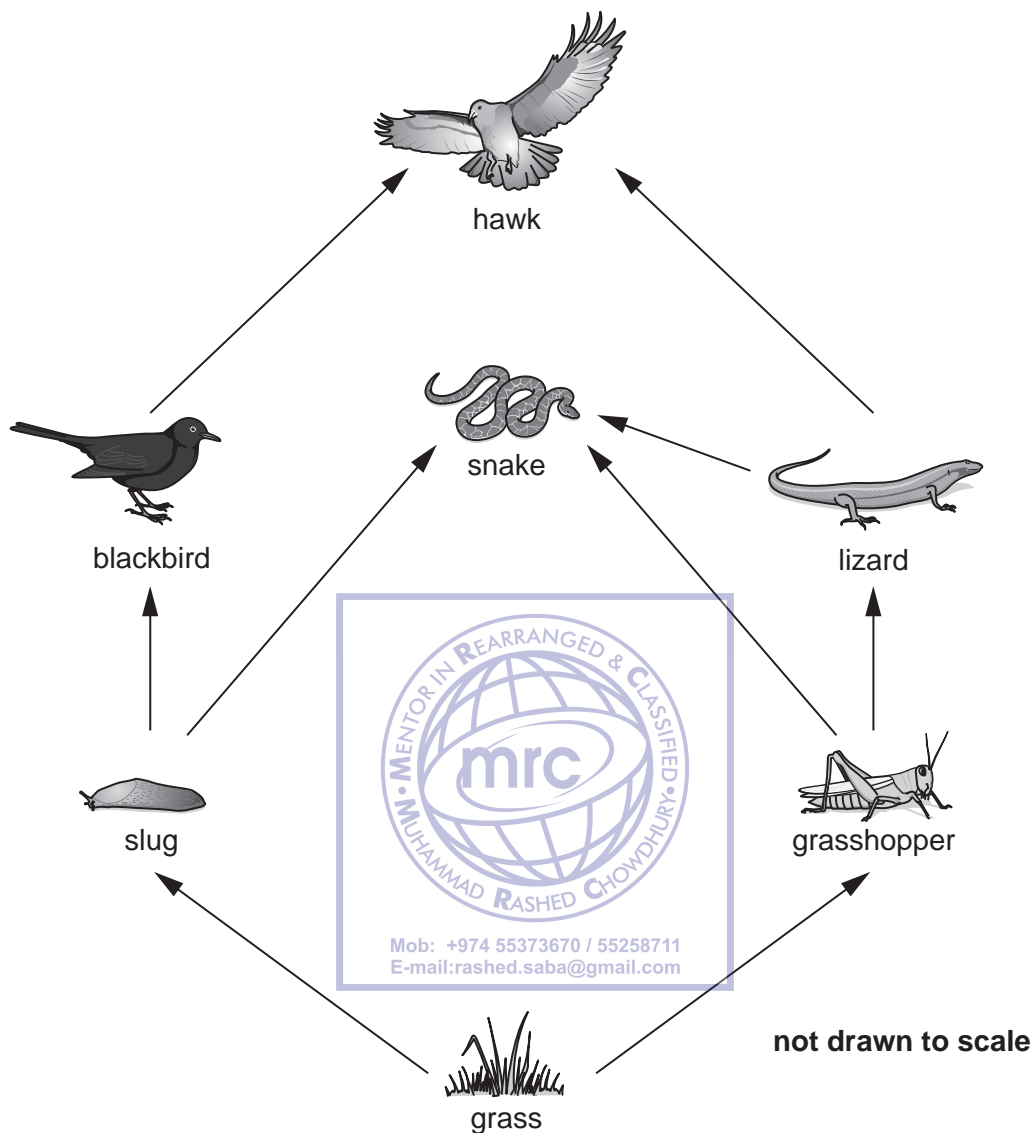 hawk
snake
blackbird
lizard
MENTOR IN REARRANGED & CLASSIFIED
mrc
MUHAMMAD RASHED CHOWDHURY
slug
grasshopper
Mob: +974 55373670 / 55258711
E-mail:rashed.saba@gmail.com
not drawn to scale
grass